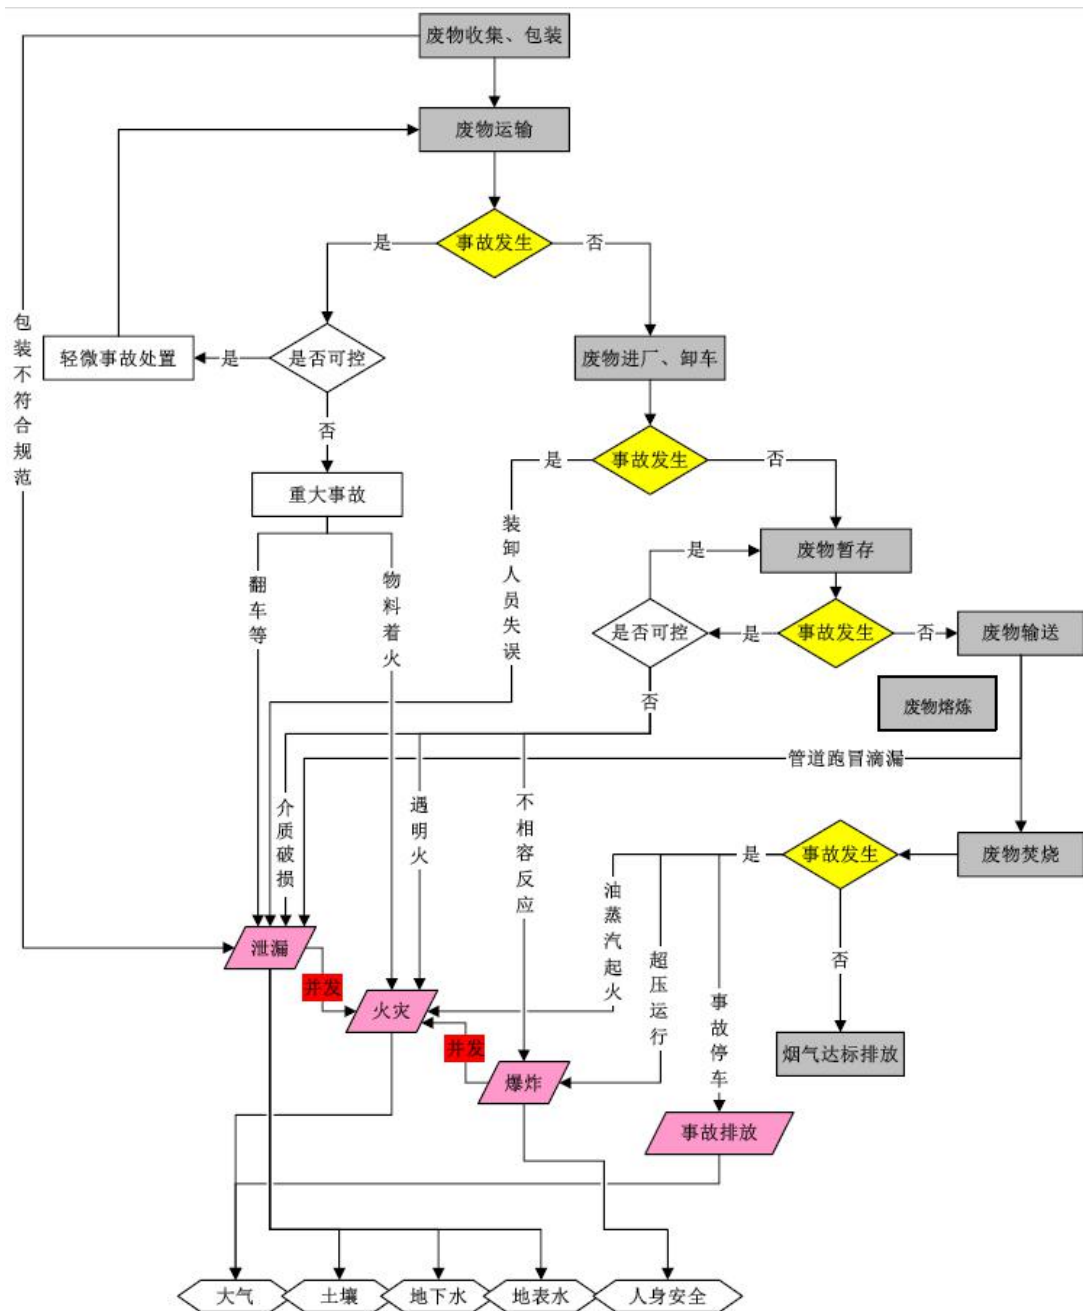 废物收集、包装
废物运输
事故发生
是
否
包装不符合规范
轻微事故处置
是
是否可控
废物进厂、卸车
否
事故发生
是
否
重大事故
装卸人员失误
废物暂存
是
翻车等
物料着火
是否可控
是
事故发生
否
废物输送
否
废物熔炼
管道跑冒滴漏
介质破损
遇明火
不相容反应
事故发生
是
废物焚烧
油蒸汽起火
超压运行
事故停车
否
泄漏
并发
火灾
并发
爆炸
烟气达标排放
事故排放
大气
土壤
地下水
地表水
人身安全